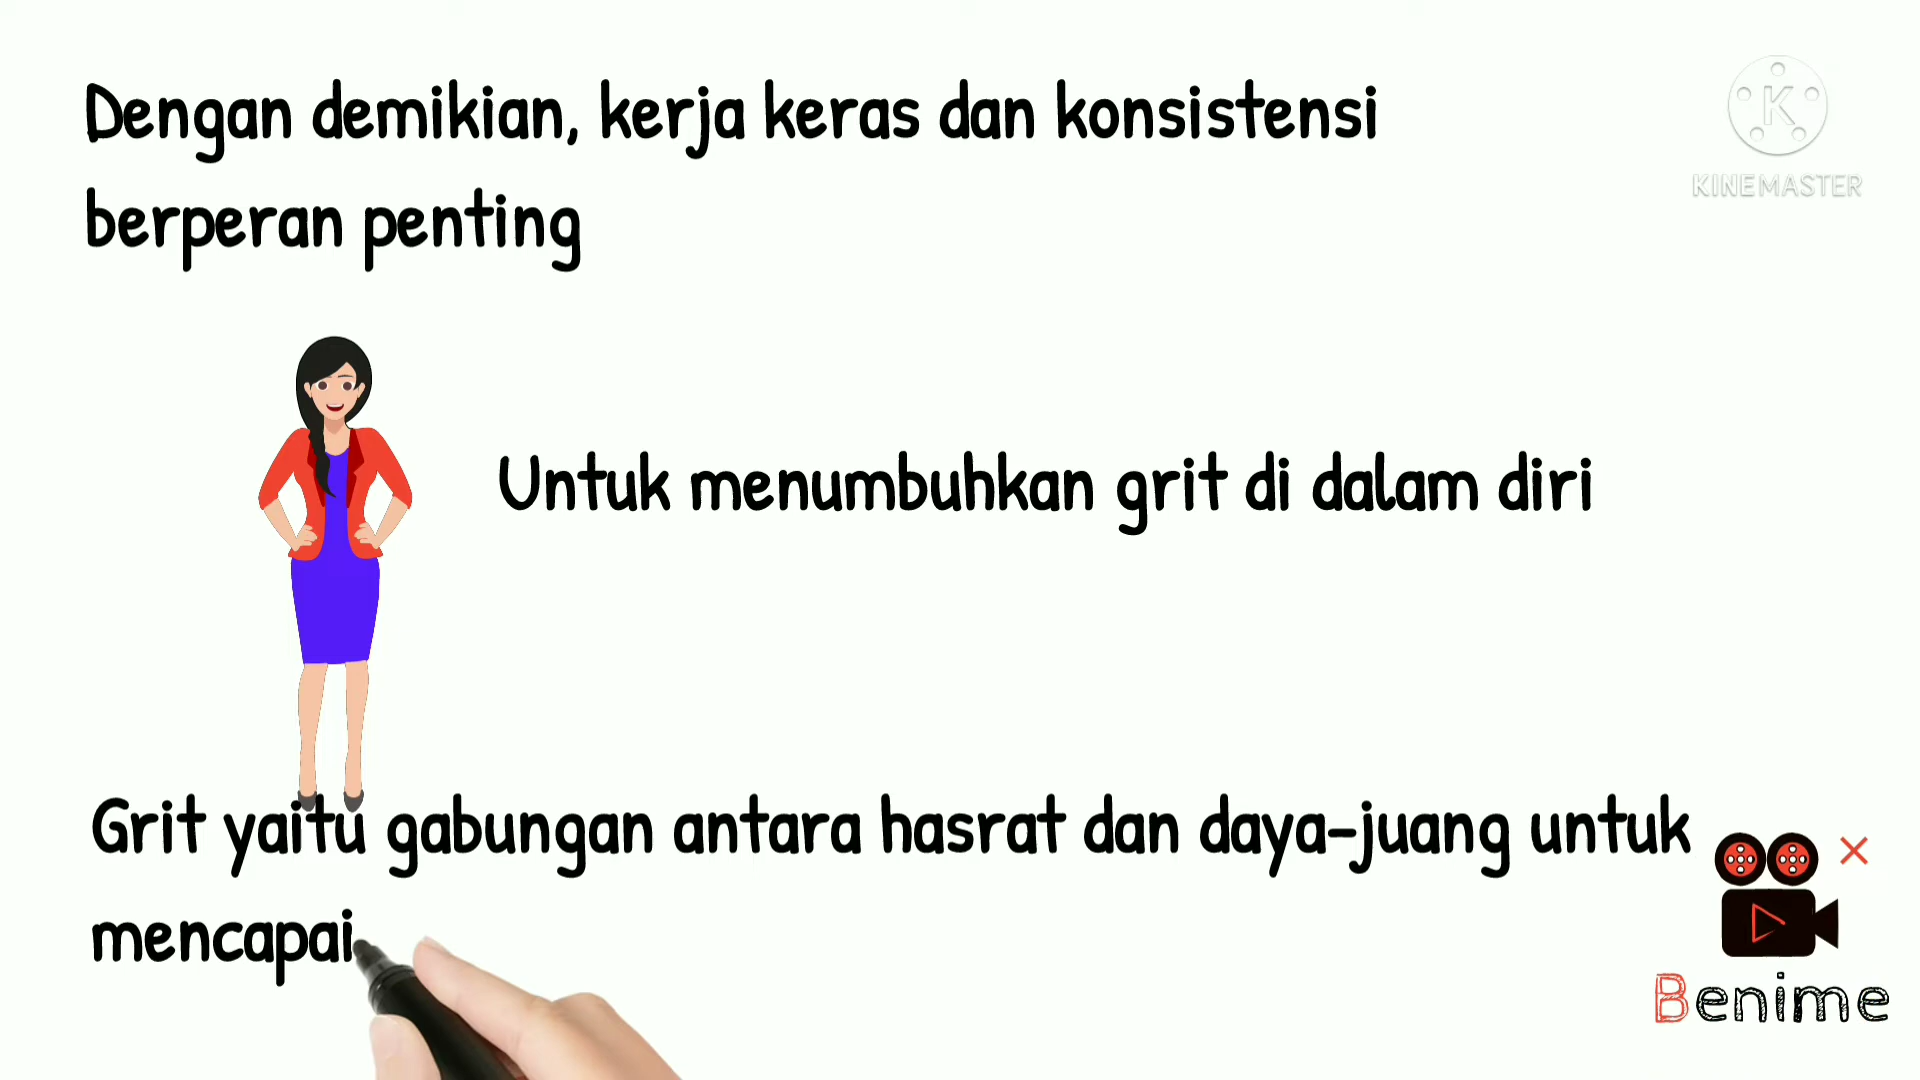 Dengan demikian, kerja keras dan konsistensi
berperan penting
KINEMASTER
Untuk menumbuhkan grit di dalam diri
Grit yaitu gabungan antara hasrat dan daya-juang untuk
mencapai
Benime